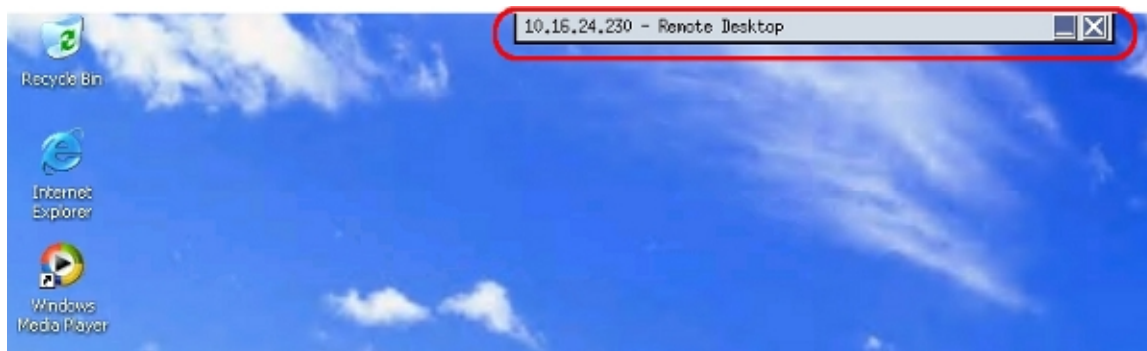 10.16.24.230 - Remote Desktop
Recycle Bin
Internet
Explorer
Windows
Media Player